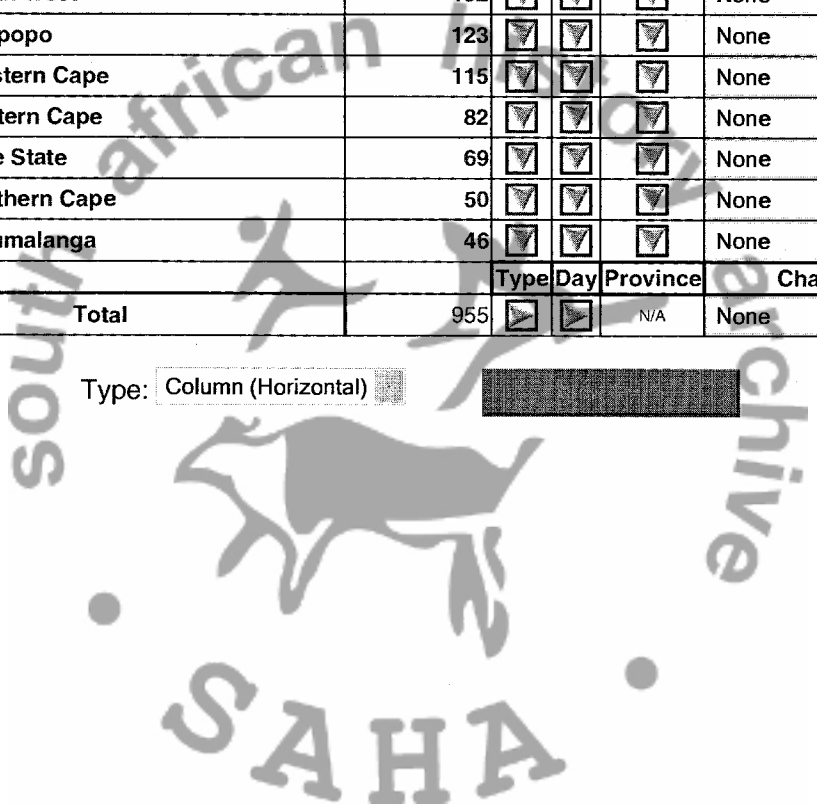 popo 123 None
stern Cape 115 None
tern Cape 82 None
e State 69 None
thern Cape 50 None
umalanga 46 None
Type Day Province Cha
Total 955 N/A None
Type: Column (Horizontal)
south african history archive
SAHA